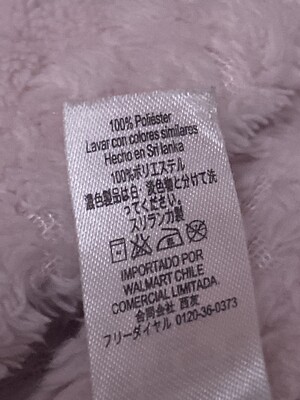 100% Poliéster
Lavar con colores similares
Hecho en Sri lanka
100%ポリエステル
濃色製品は白・淡色製と分けて洗
ってください。
スリランカ製
IMPORTADO POR
WALMART CHILE
COMERCIAL LIMITADA.
合同会社 西友
フリーダイヤル 0120-36-0373